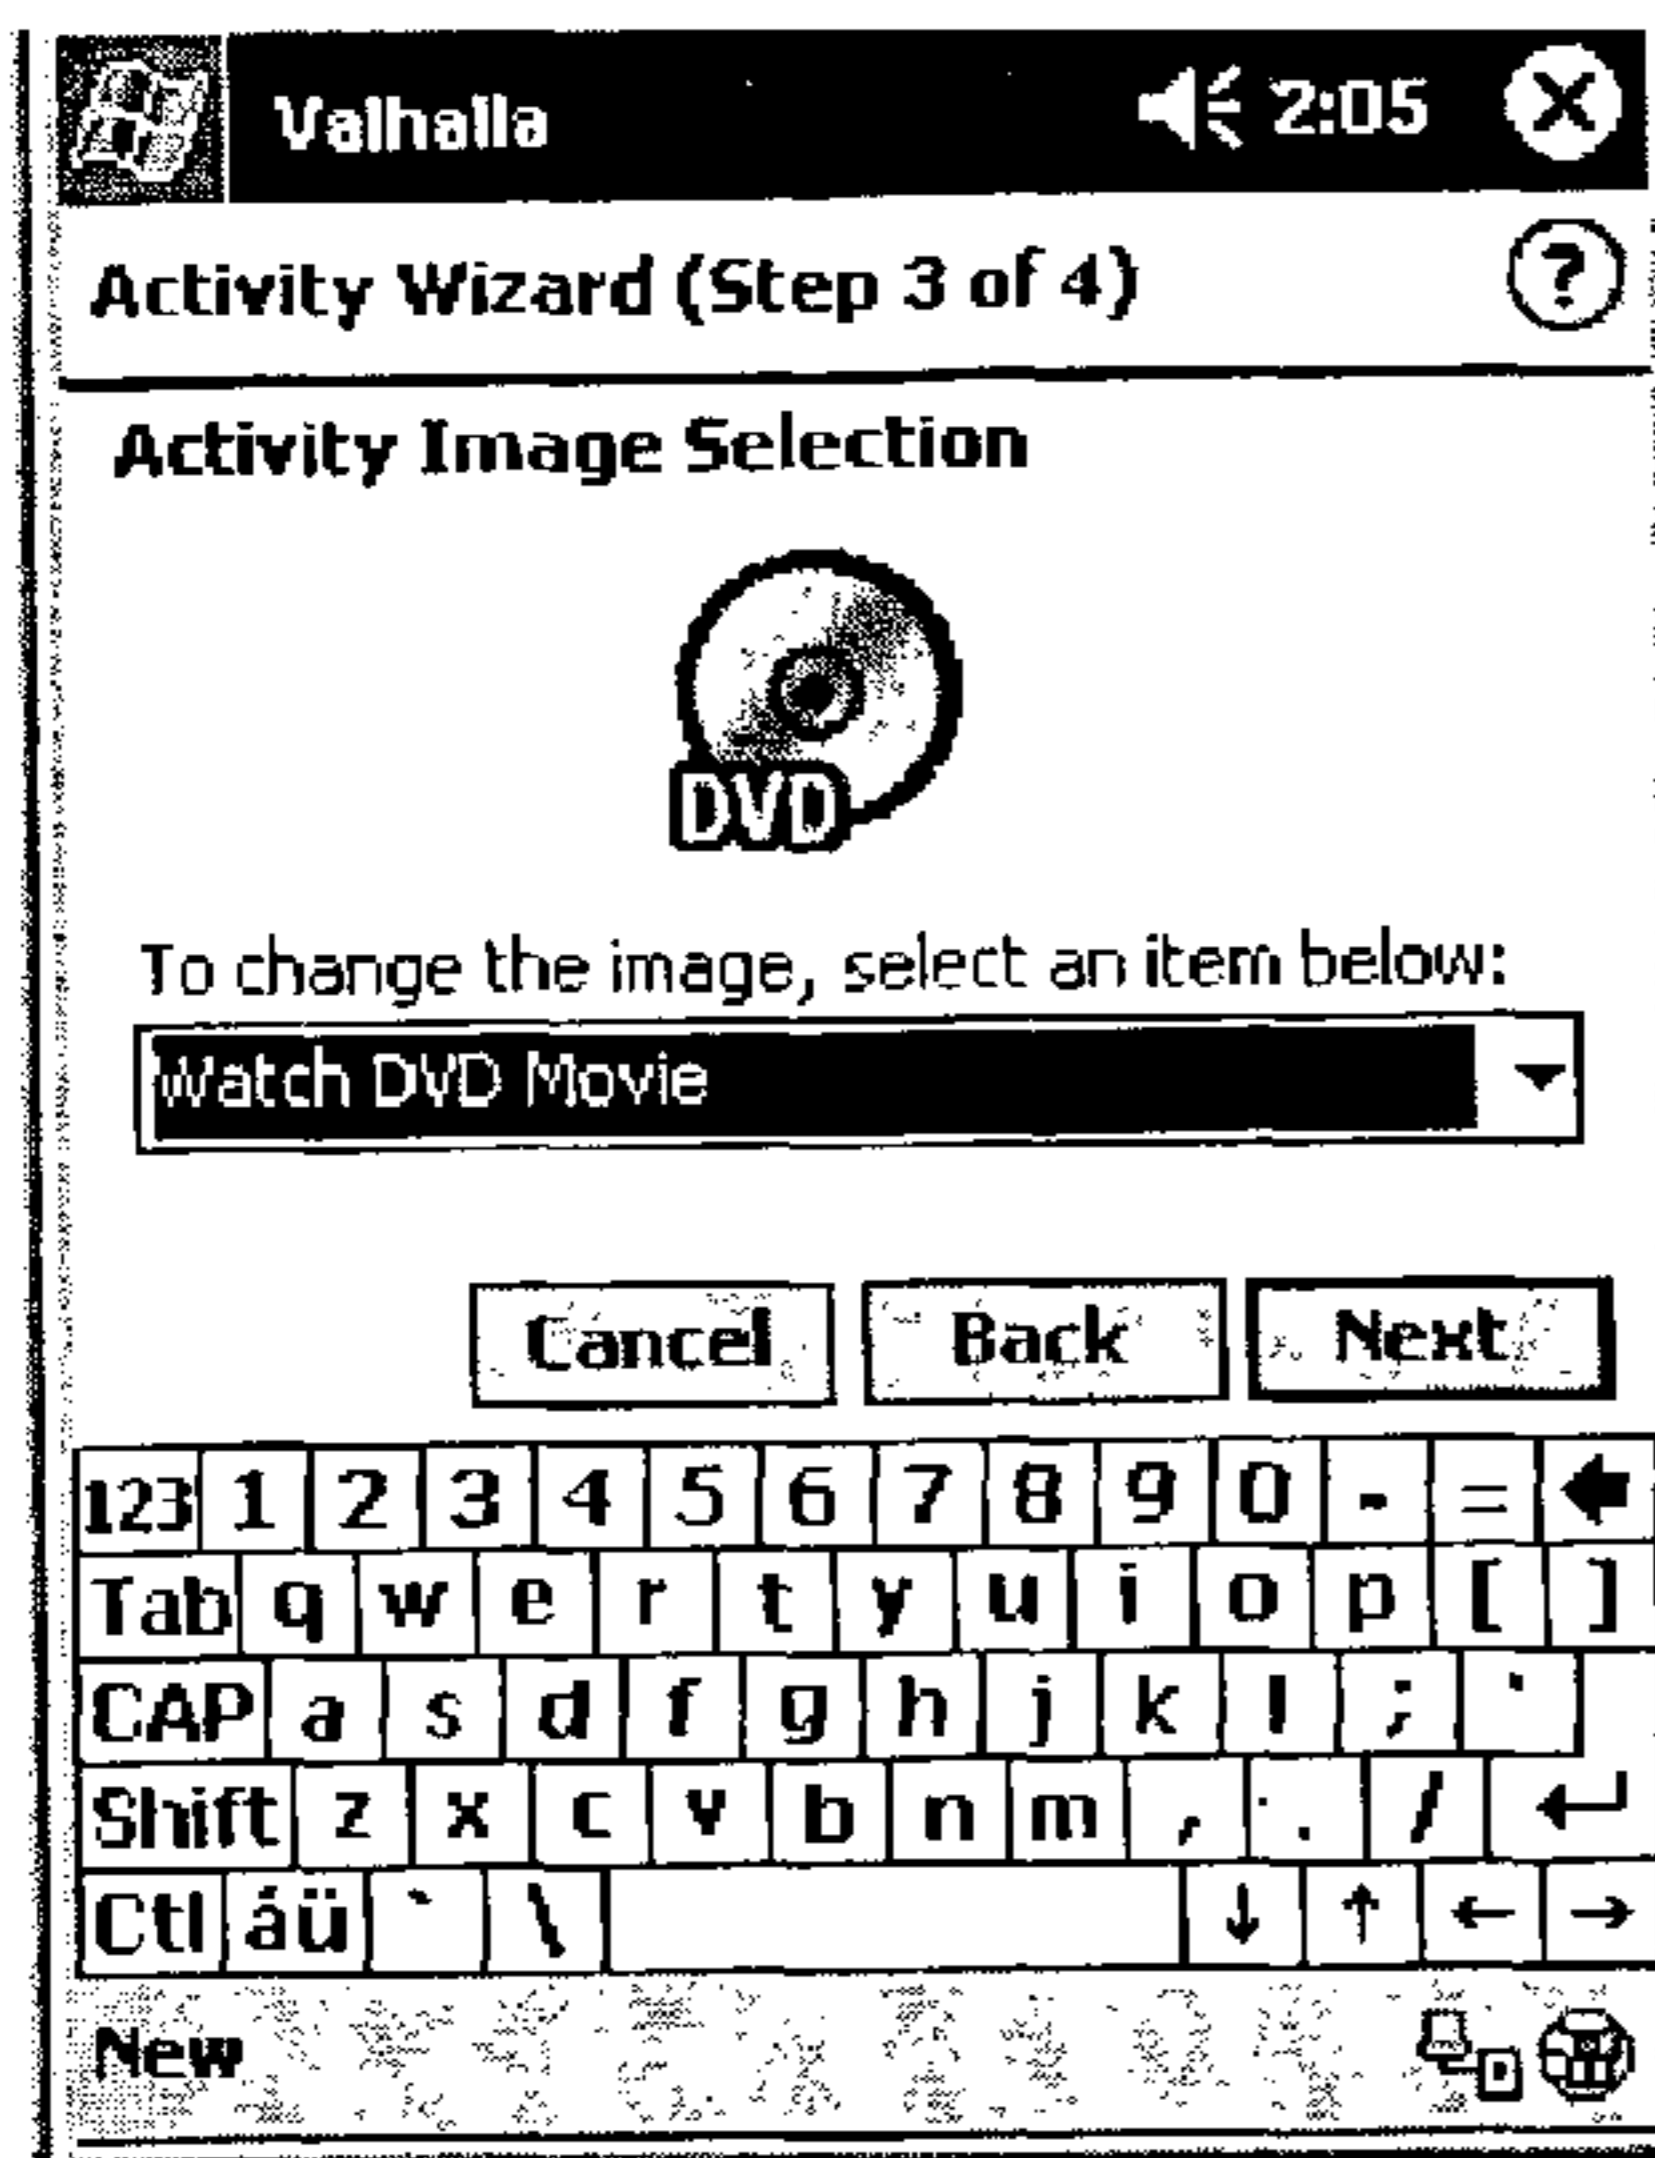 Valhalla 2:05
Activity Wizard (Step 3 of 4) ?
Activity Image Selection
DVD
To change the image, select an item below:
Watch DVD Movie
Cancel Back Next
123 1 2 3 4 5 6 7 8 9 0 - =
Tab q w e r t y u i o p [ ]
CAP a s d f g h j k l ; '
Shift z x c v b n m , . / ↵
Ctl áü ` \ ↓ ↑ ← →
New